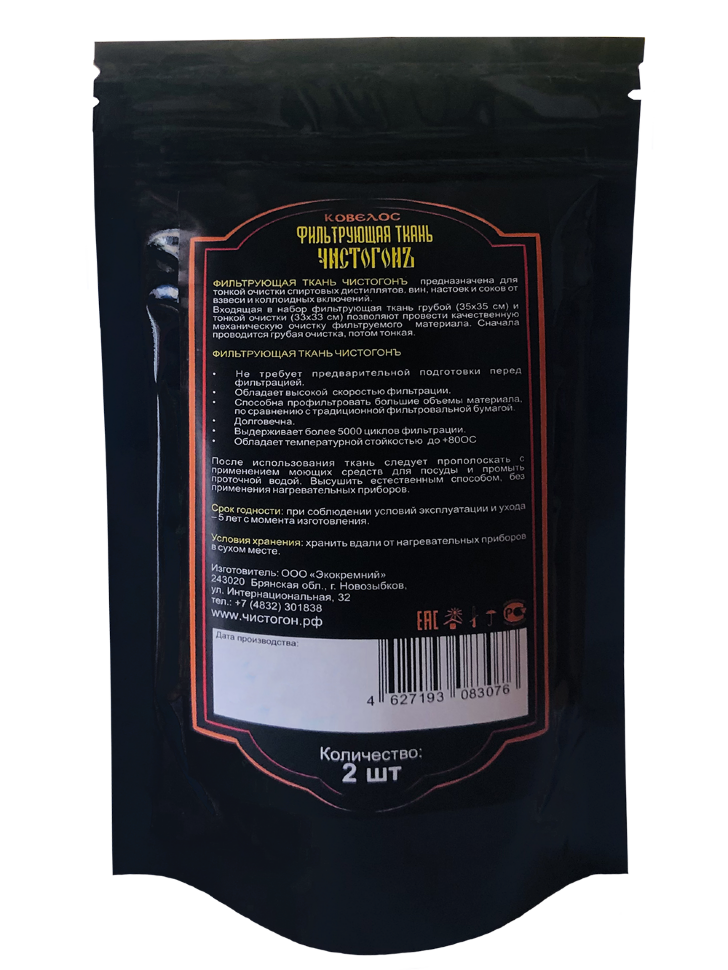 КОВЕЛОС
ФИЛЬТРУЮЩАЯ ТКАНЬ
ЧИСТОГОНЪ
ФИЛЬТРУЮЩАЯ ТКАНЬ ЧИСТОГОНЪ предназначена для
тонкой очистки спиртовых дистиллятов, вин, настоек и соков от
взвеси и коллоидных включений.
Входящая в набор фильтрующая ткань грубой (35х35 см) и
тонкой очистки (33х33 см) позволяют провести качественную
механическую очистку фильтруемого материала. Сначала
проводится грубая очистка, потом тонкая.
ФИЛЬТРУЮЩАЯ ТКАНЬ ЧИСТОГОНЪ
• Не требует предварительной подготовки перед
фильтрацией.
• Обладает высокой скоростью фильтрации.
• Способна профильтровать большие объемы материала,
по сравнению с традиционной фильтровальной бумагой.
• Долговечна.
• Выдерживает более 5000 циклов фильтрации.
• Обладает температурной стойкостью до +80ОС
После использования ткань следует прополоскать с
применением моющих средств для посуды и промыть
проточной водой. Высушить естественным способом, без
применения нагревательных приборов.
Срок годности: при соблюдении условий эксплуатации и ухода
– 5 лет с момента изготовления.
Условия хранения: хранить вдали от нагревательных приборов
в сухом месте.
Изготовитель: ООО «Экокремний»
243020 Брянская обл., г. Новозыбков,
ул. Интернациональная, 32
тел.: +7 (4832) 301838
www.чистогон.рф
EAC
РС
Дата производства:
4 627193 083076
Количество:
2 шт